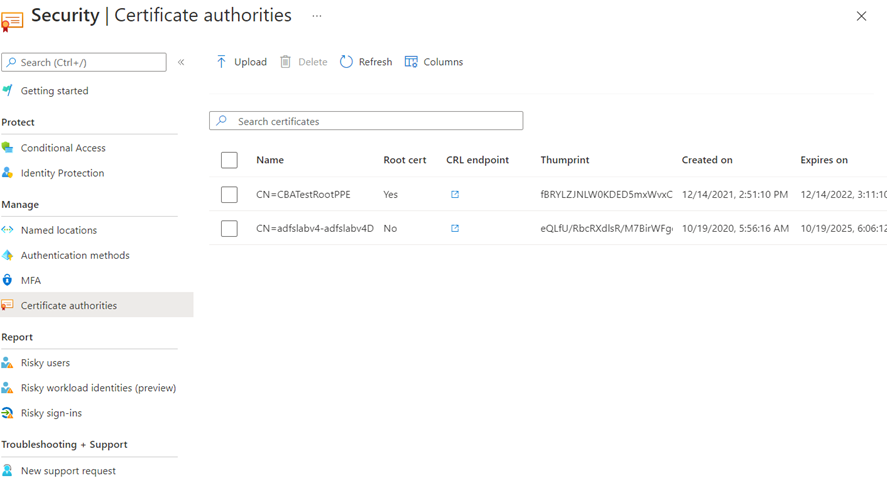 Security | Certificate authorities ...
Search (Ctrl+/) «
Upload Delete Refresh Columns
Getting started
Search certificates
Protect
Conditional Access
Identity Protection
Name Root cert CRL endpoint Thumprint Created on Expires on
CN=CBATestRootPPE Yes fBRYLZJNLW0KDED5mxWvxC 12/14/2021, 2:51:10 PM 12/14/2022, 3:11:10
CN=adfslabv4-adfslabv4D No eQLfU/RbcRXdlsR/M7BirWFg 10/19/2020, 5:56:16 AM 10/19/2025, 6:06:12
Manage
Named locations
Authentication methods
MFA
Certificate authorities
Report
Risky users
Risky workload identities (preview)
Risky sign-ins
Troubleshooting + Support
New support request